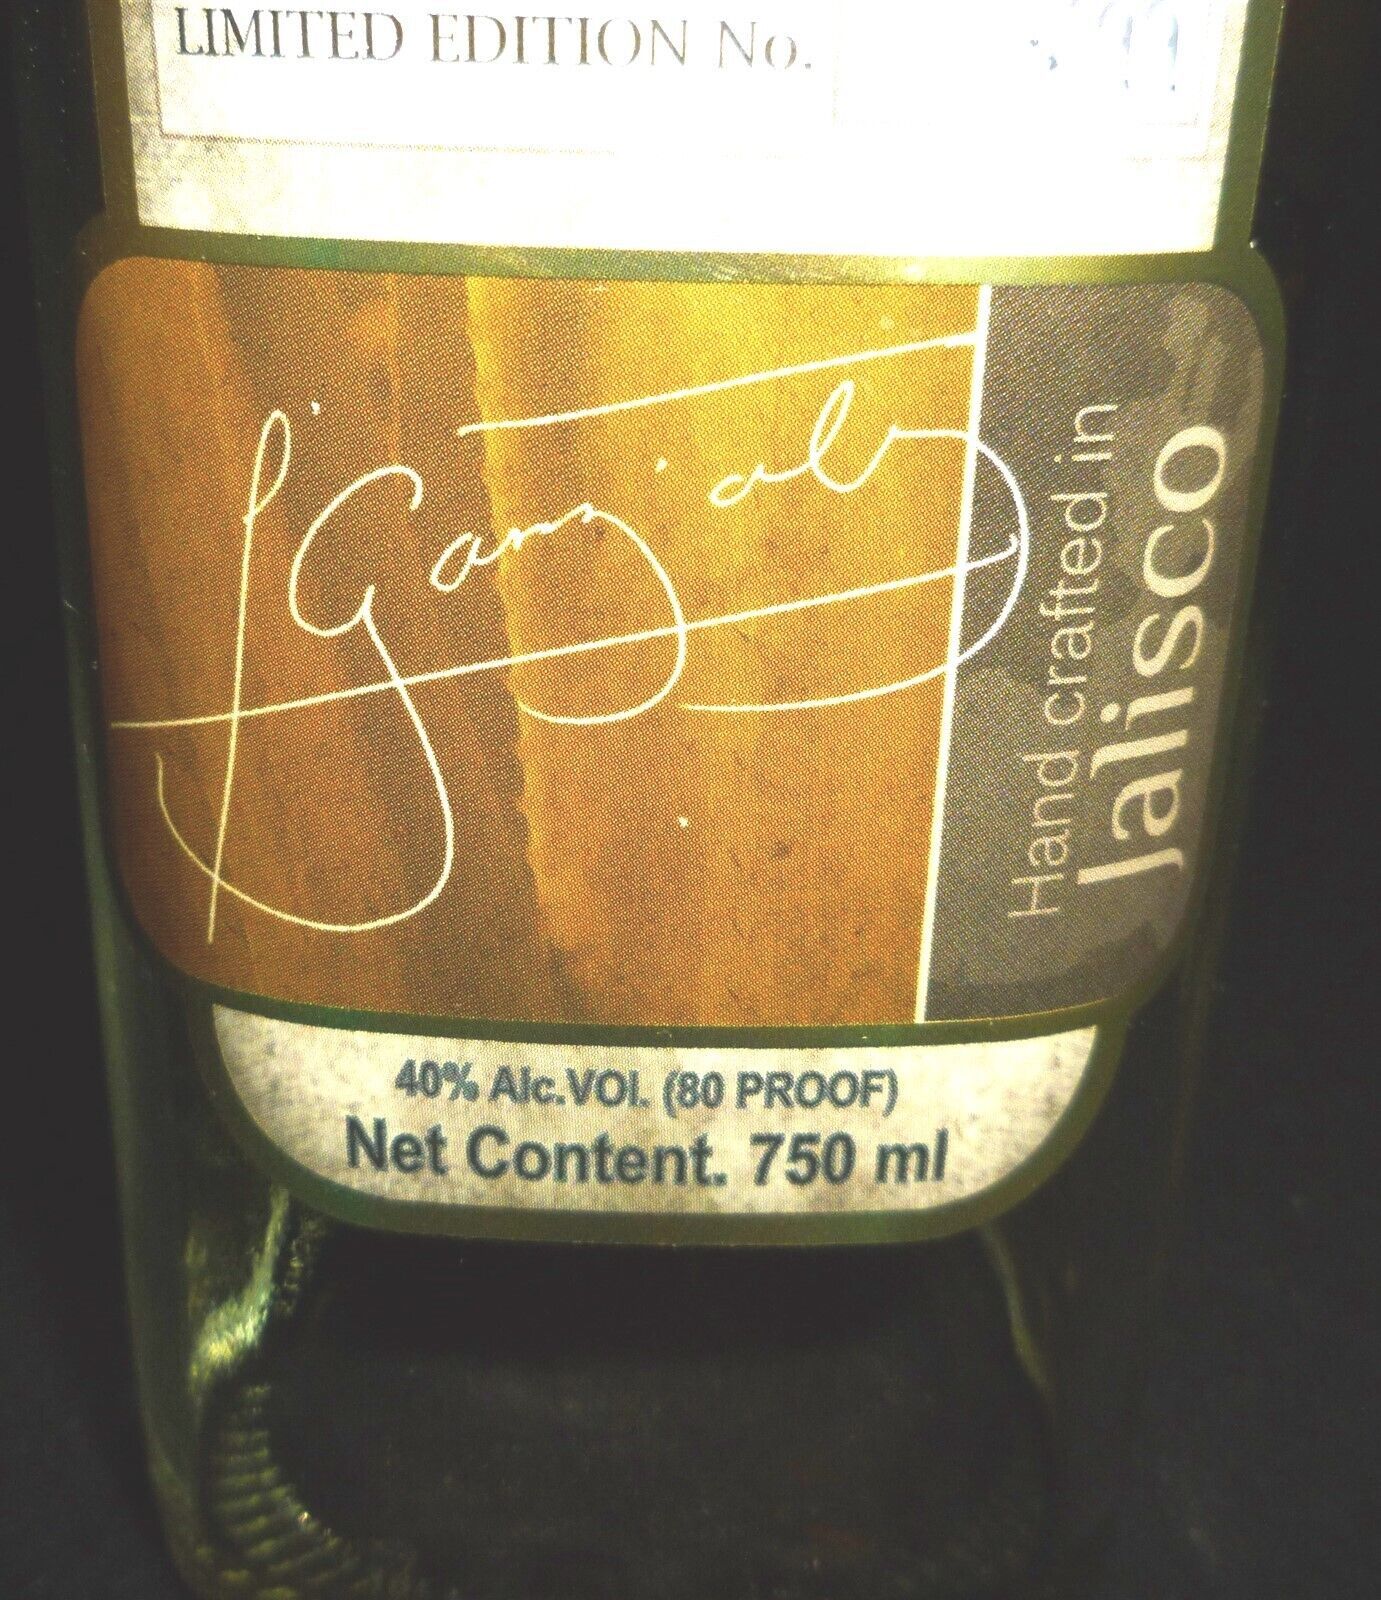 LIMITED EDITION No.
Hand crafted in
Jalisco
40% Alc.VOl. (80 PROOF)
Net Content. 750 ml